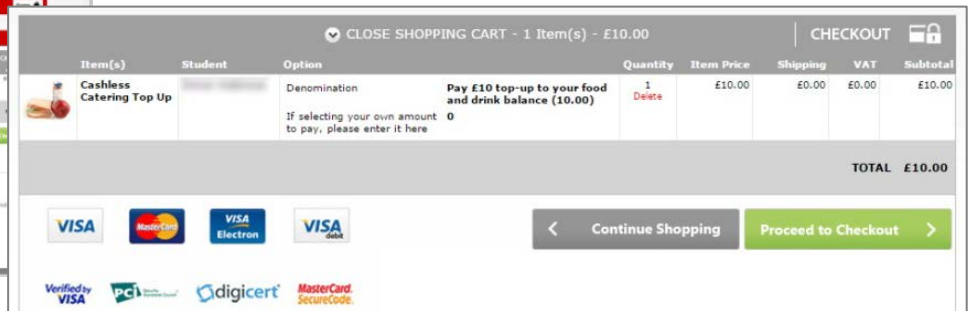 CLOSE SHOPPING CART - 1 Item(s) - £10.00
CHECKOUT
Item(s) Student Option Quantity Item Price Shipping VAT Subtotal
Cashless Denomination Pay £10 top-up to your food 1 £10.00 £0.00 £0.00 £10.00
Catering Top Up and drink balance (10.00) Delete
If selecting your own amount 0
to pay, please enter it here
TOTAL £10.00
VISA MasterCard VISA Electron VISA debit
Continue Shopping Proceed to Checkout
Verified by VISA PCI digicert MasterCard. SecureCode.